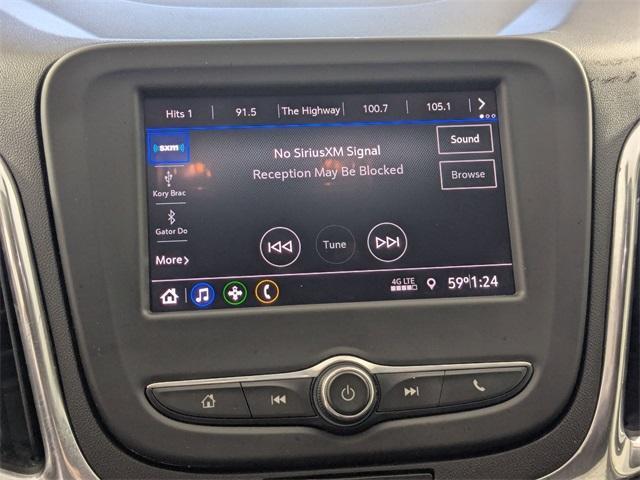 Hits 1 91.5 The Highway 100.7 105.1
sxm
No SiriusXM Signal
Reception May Be Blocked
Sound
Browse
Kory Brac
Gator Do
More
Tune
4G LTE
59° 1:24